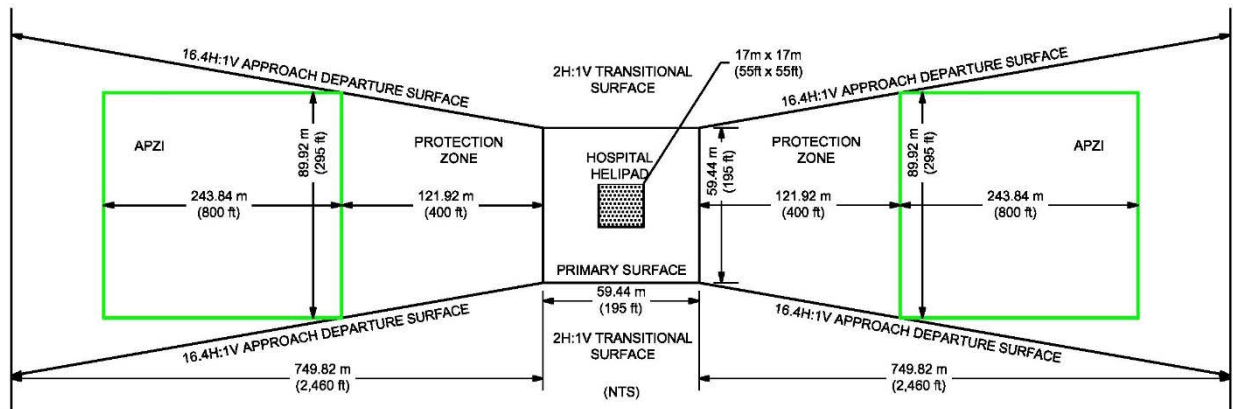 16.4H:1V APPROACH DEPARTURE SURFACE
2H:1V TRANSITIONAL
SURFACE
17m x 17m
(55ft x 55ft)
16.4H:1V APPROACH DEPARTURE SURFACE
APZI
89.92 m
(295 ft)
PROTECTION
ZONE
HOSPITAL
HELIPAD
59.44 m
(195 ft)
PROTECTION
ZONE
89.92 m
(295 ft)
APZI
243.84 m
(800 ft)
121.92 m
(400 ft)
121.92 m
(400 ft)
243.84 m
(800 ft)
PRIMARY SURFACE
59.44 m
(195 ft)
16.4H:1V APPROACH DEPARTURE SURFACE
2H:1V TRANSITIONAL
SURFACE
16.4H:1V APPROACH DEPARTURE SURFACE
749.82 m
(2,460 ft)
(NTS)
749.82 m
(2,460 ft)